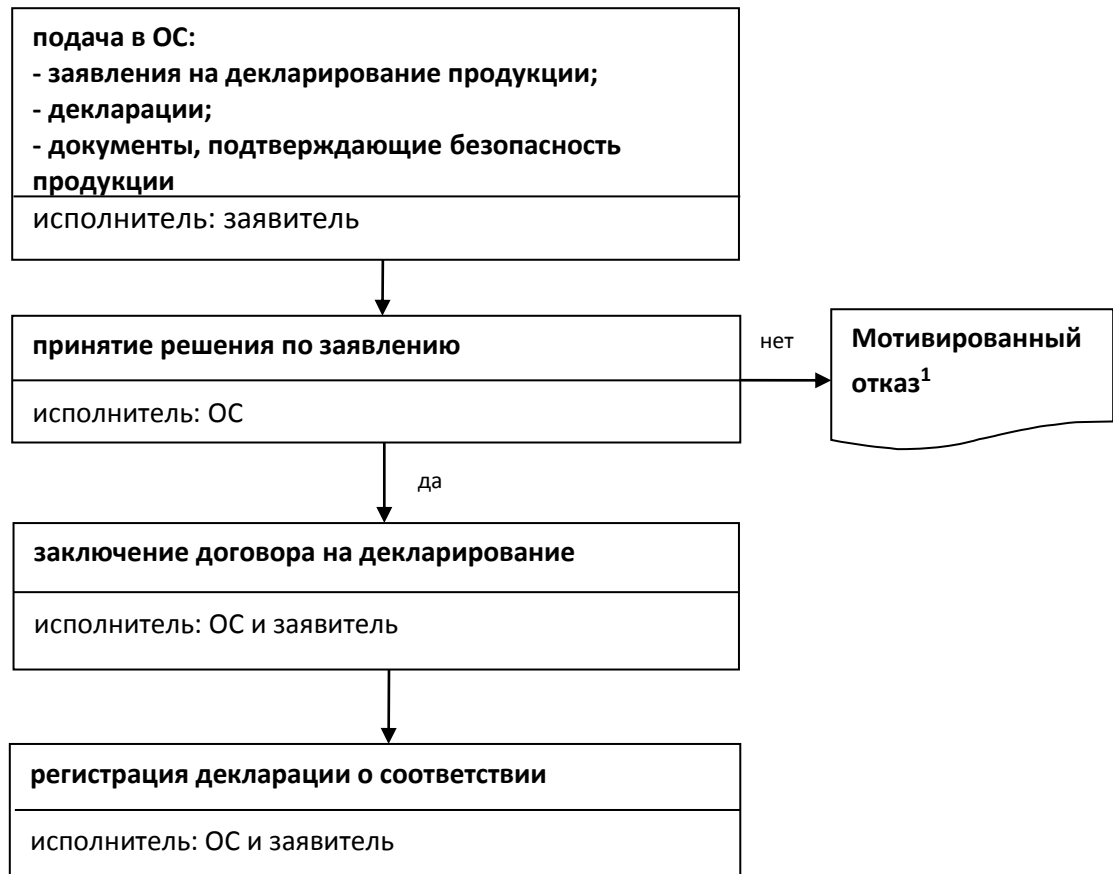 подача в ОС:
- заявления на декларирование продукции;
- декларации;
- документы, подтверждающие безопасность
продукции
исполнитель: заявитель
принятие решения по заявлению
нет
Мотивированный
отказ¹
исполнитель: ОС
да
заключение договора на декларирование
исполнитель: ОС и заявитель
регистрация декларации о соответствии
исполнитель: ОС и заявитель